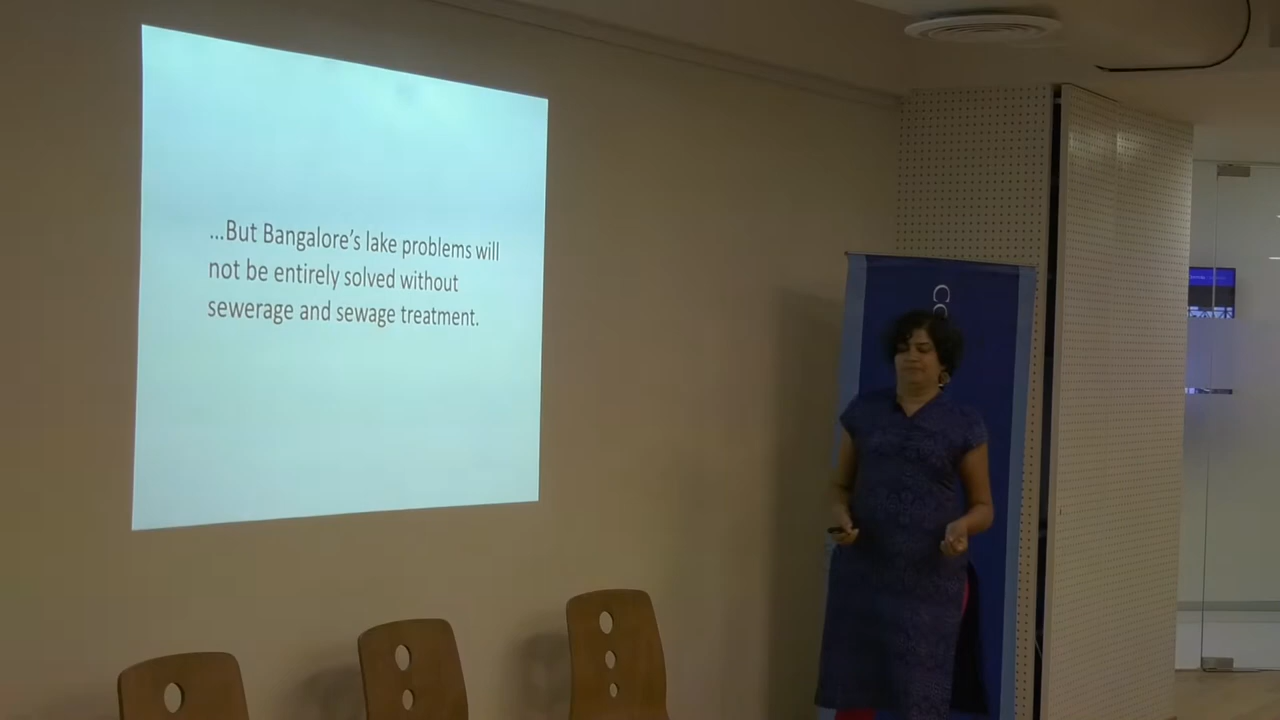 ...But Bangalore's lake problems will
not be entirely solved without
sewerage and sewage treatment.